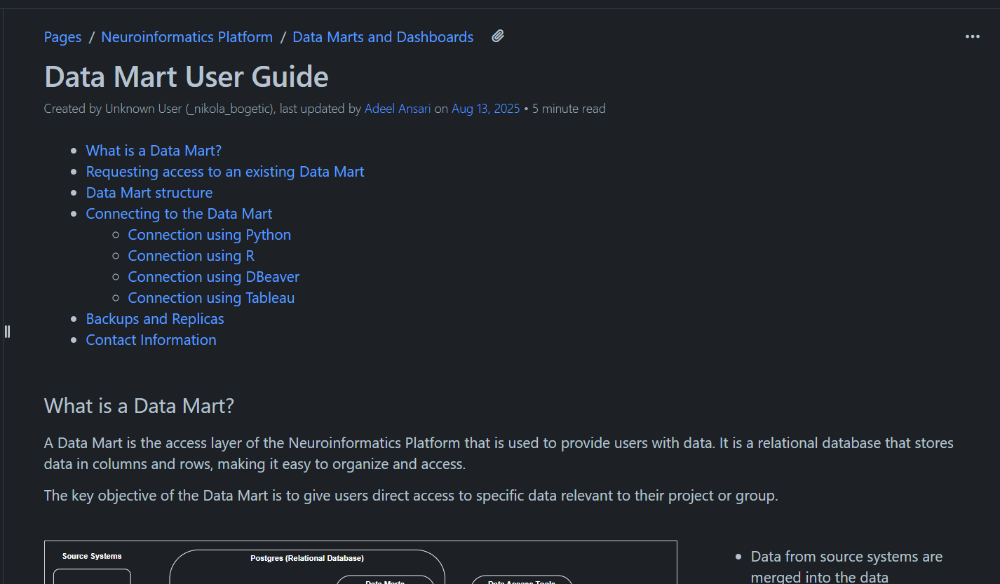 Pages / Neuroinformatics Platform / Data Marts and Dashboards
Data Mart User Guide
Created by Unknown User (_nikola_bogetic), last updated by Adeel Ansari on Aug 13, 2025 • 5 minute read
What is a Data Mart?
Requesting access to an existing Data Mart
Data Mart structure
Connecting to the Data Mart
Connection using Python
Connection using R
Connection using DBeaver
Connection using Tableau
Backups and Replicas
Contact Information
What is a Data Mart?
A Data Mart is the access layer of the Neuroinformatics Platform that is used to provide users with data. It is a relational database that stores
data in columns and rows, making it easy to organize and access.
The key objective of the Data Mart is to give users direct access to specific data relevant to their project or group.
Source Systems
Postgres (Relational Database)
Data Marts
Data Access Tools
Data from source systems are
merged into the data